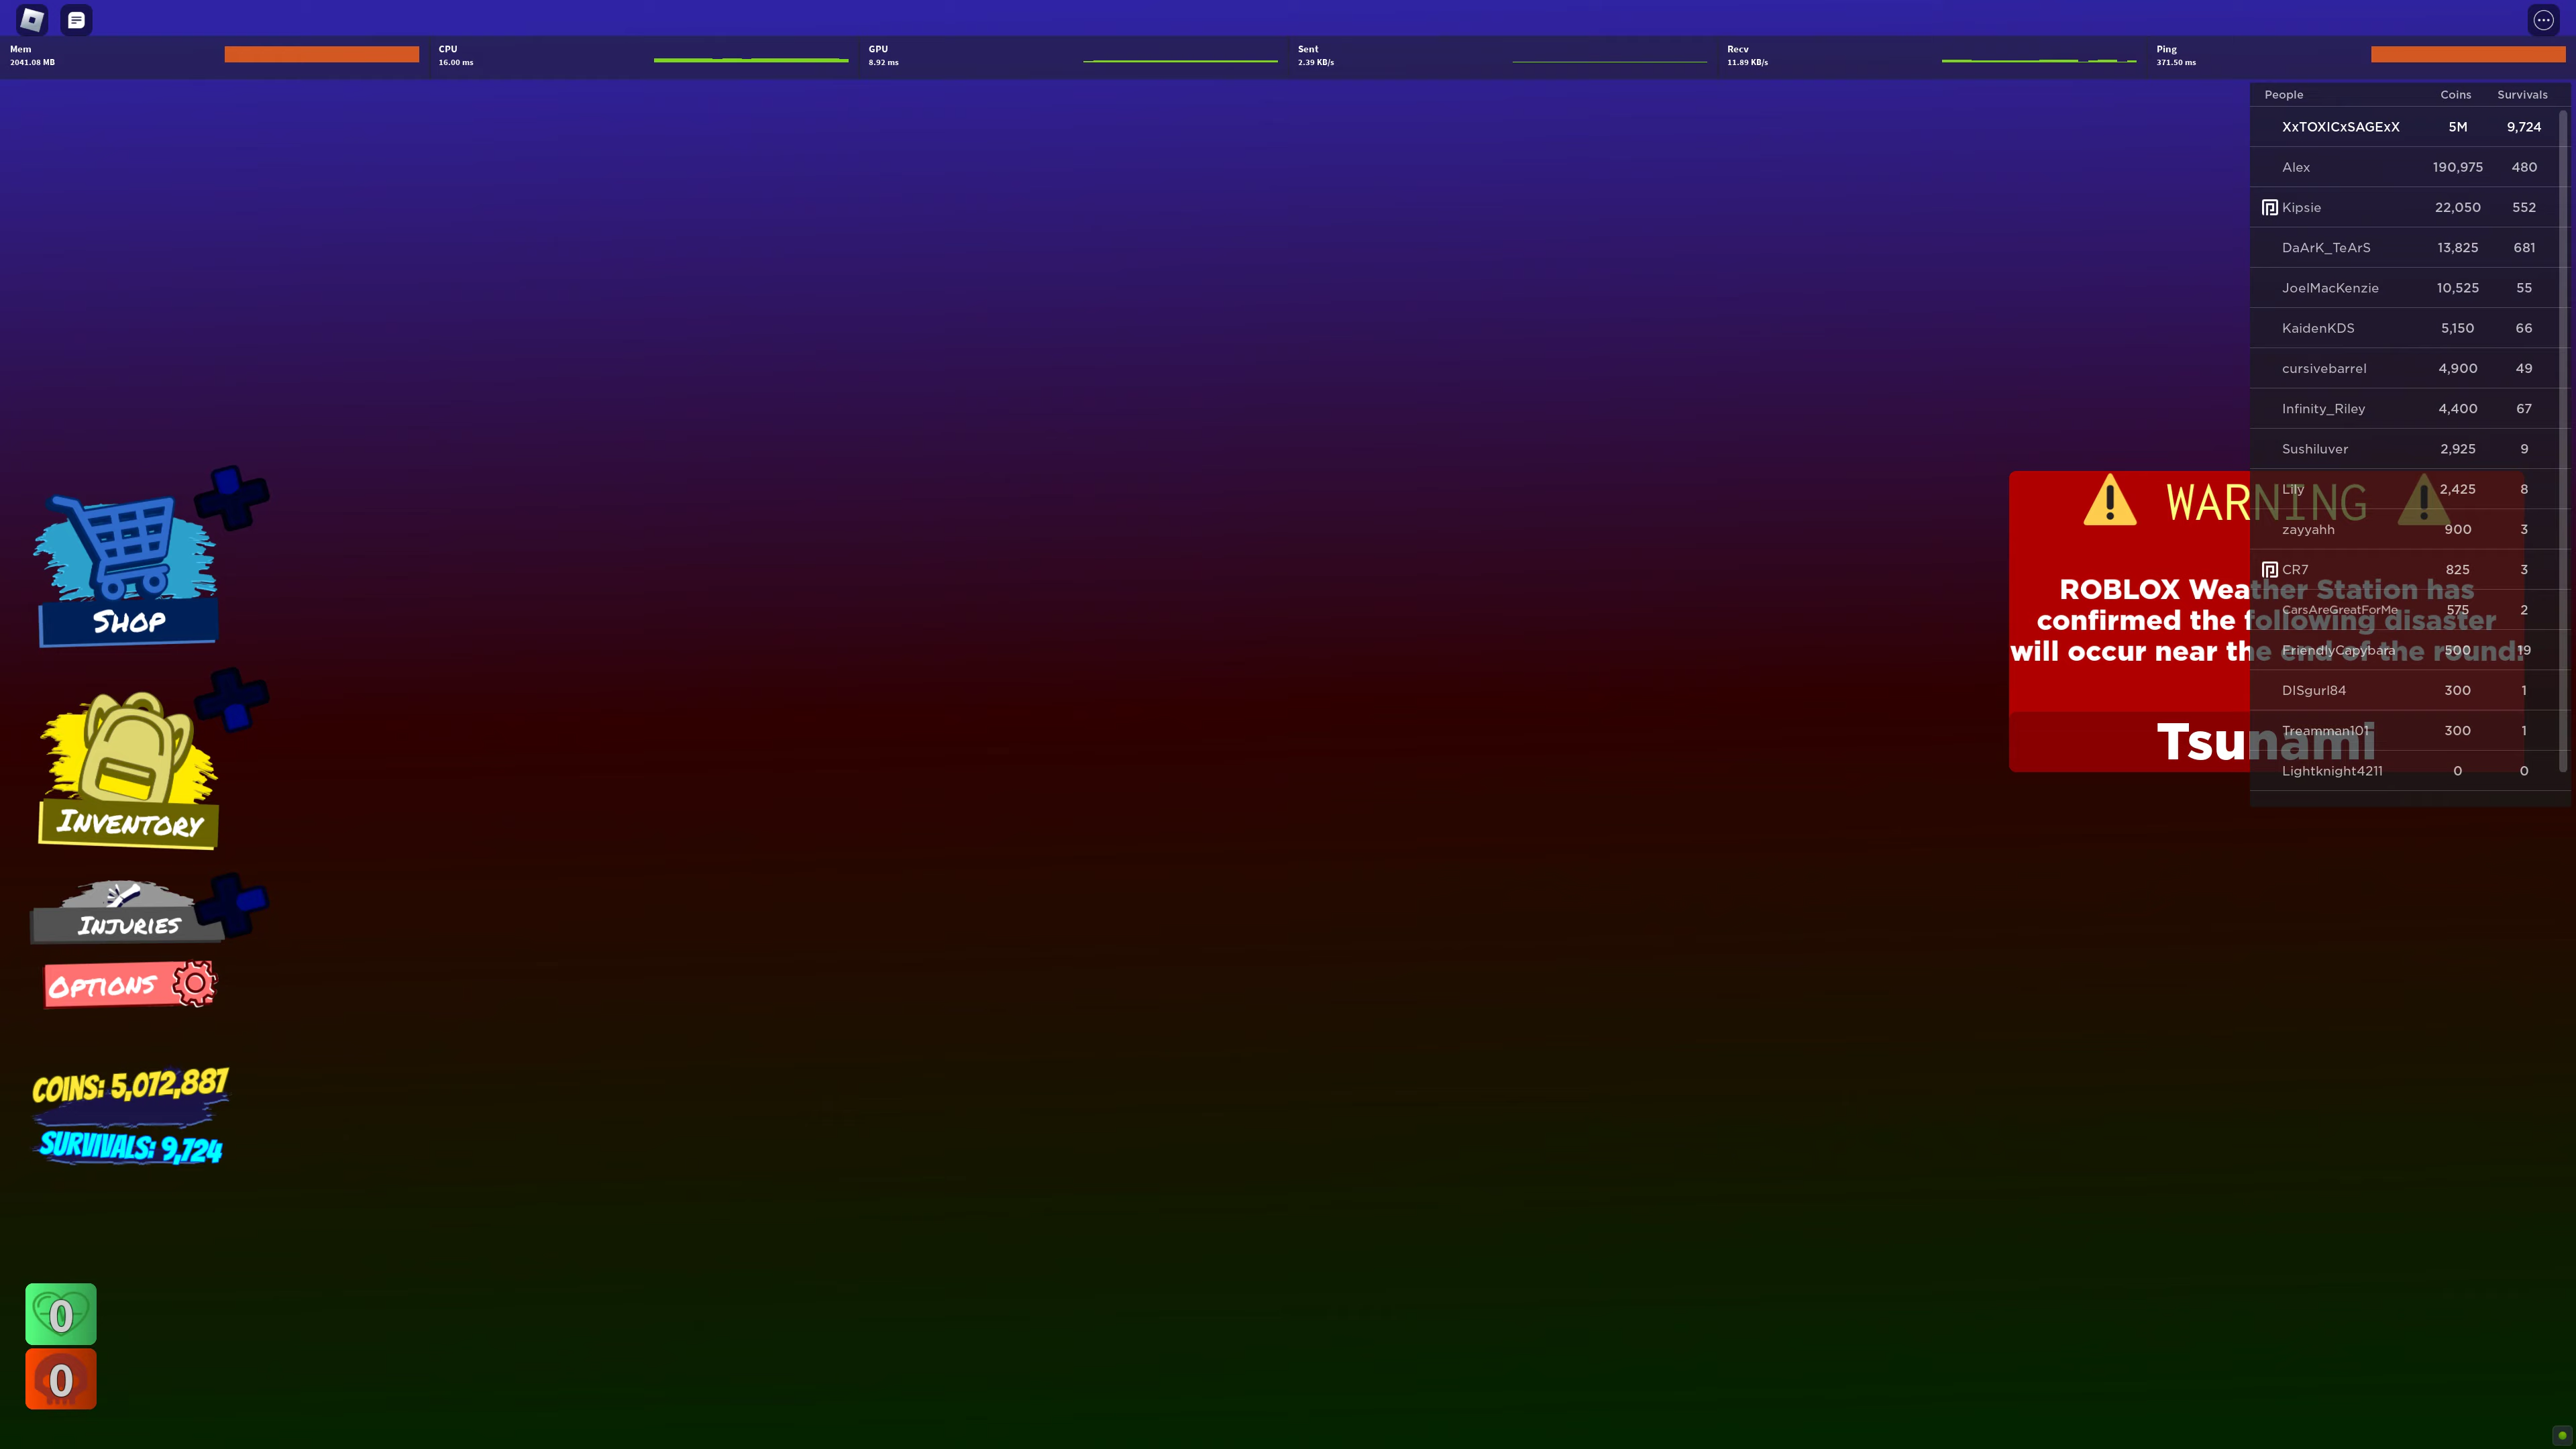 Mem
2041.08 MB
CPU
16.00 ms
GPU
8.92 ms
Sent
2.39 KB/s
Recv
11.89 KB/s
Ping
371.50 ms
People Coins Survivals
XxTOXICxSAGExX 5M 9,724
Alex 190,975 480
Kipsie 22,050 552
DaArK_TeArS 13,825 681
JoelMacKenzie 10,525 55
KaidenKDS 5,150 66
cursivebarrel 4,900 49
Infinity_Riley 4,400 67
Sushiluver 2,925 9
Lily 2,425 8
zayyahh 900 3
CR7 825 3
CarsAreGreatForMe 575 2
FriendlyCapybara 500 19
DISgurl84 300 1
Treamman101 300 1
Lightknight4211 0 0
WARNING
ROBLOX Weather Station has
confirmed the following disaster
will occur near the end of the round!
Tsunami
SHOP
INVENTORY
INJURIES
OPTIONS
COINS: 5,072,887
SURVIVALS: 9,724
0
0